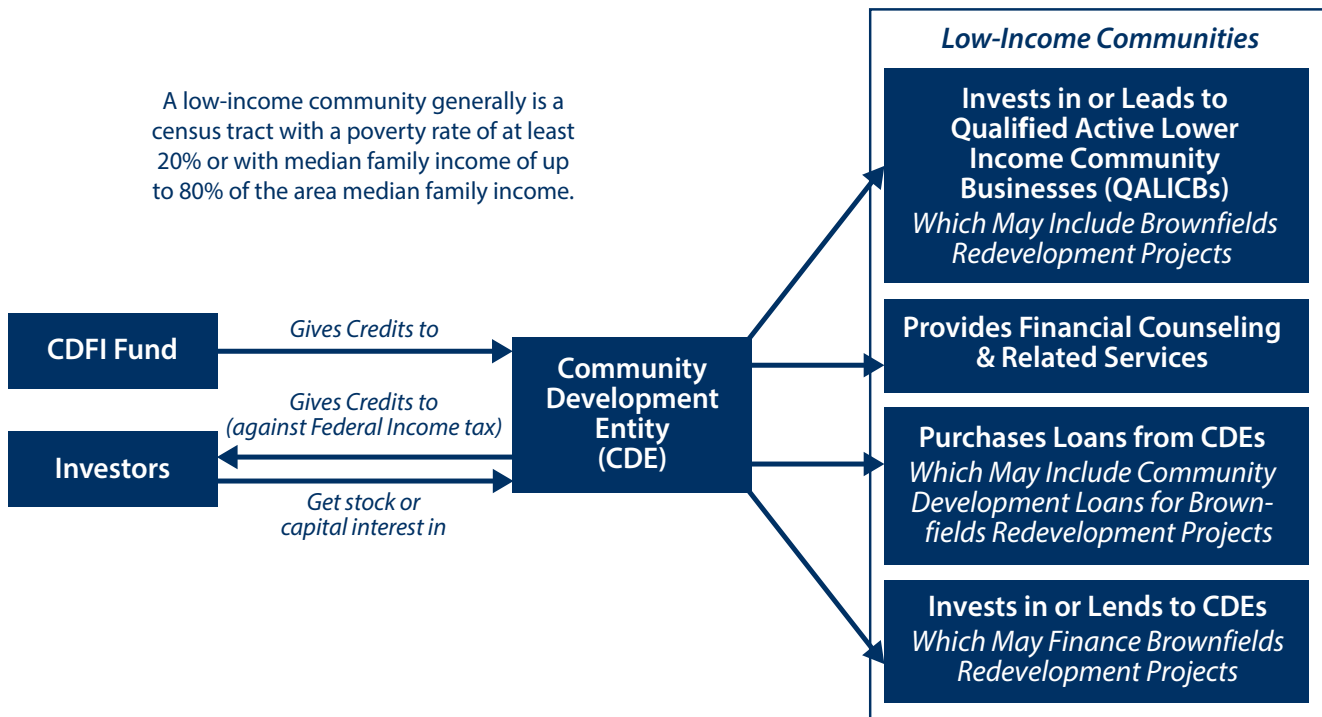 A low-income community generally is a
census tract with a poverty rate of at least
20% or with median family income of up
to 80% of the area median family income.
CDFI Fund
Gives Credits to
Gives Credits to
(against Federal Income tax)
Investors
Get stock or
capital interest in
Community
Development
Entity
(CDE)
Low-Income Communities
Invests in or Leads to
Qualified Active Lower
Income Community
Businesses (QALICBs)
Which May Include Brownfields
Redevelopment Projects
Provides Financial Counseling
& Related Services
Purchases Loans from CDEs
Which May Include Community
Development Loans for Brown-
fields Redevelopment Projects
Invests in or Lends to CDEs
Which May Finance Brownfields
Redevelopment Projects